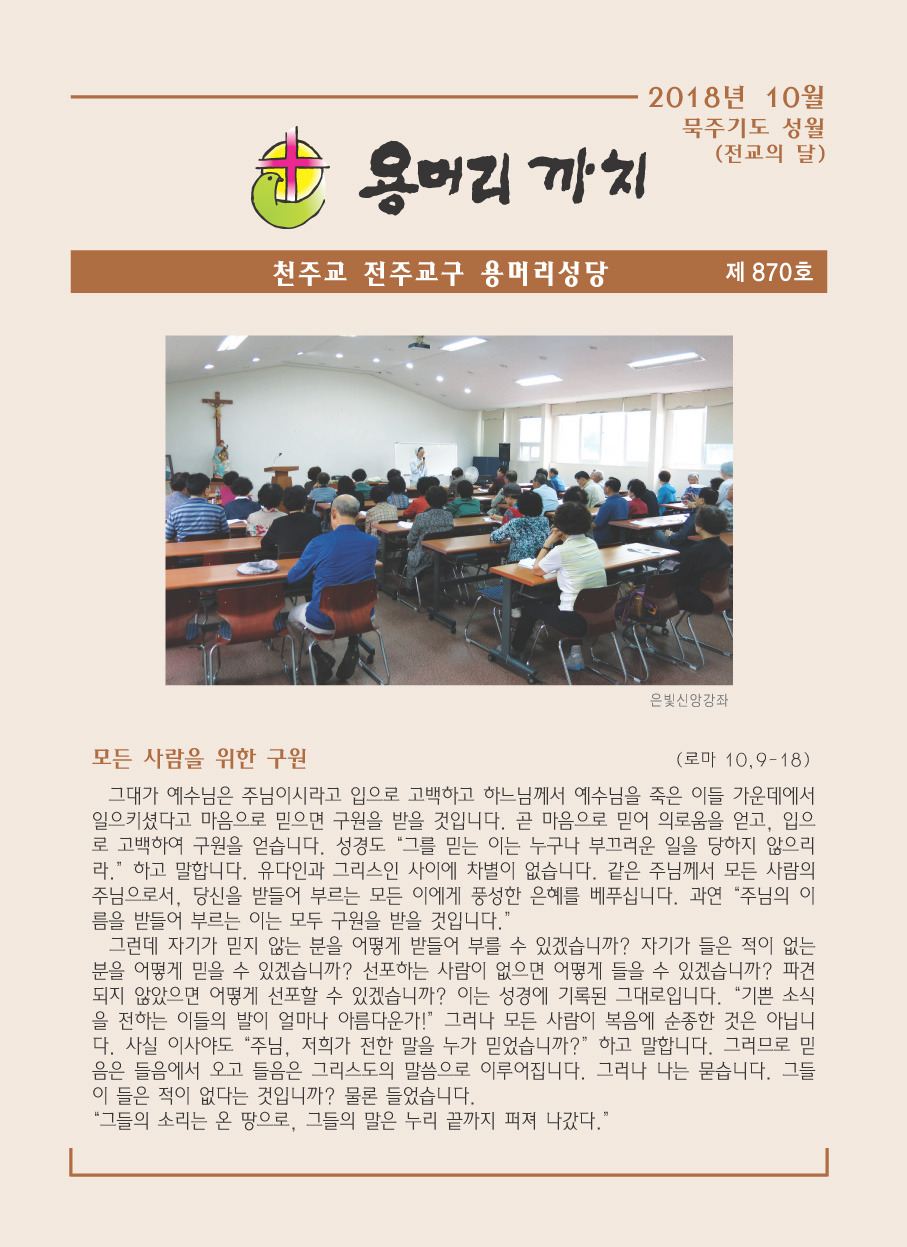 2018년 10월
묵주기도 성월
(전교의 달)
용머리 까치
천주교 전주교구 용머리성당 제 870호
은빛신앙강좌
모든 사람을 위한 구원 (로마 10,9-18)
그대가 예수님은 주님이시라고 입으로 고백하고 하느님께서 예수님을 죽은 이들 가운데에서
일으키셨다고 마음으로 믿으면 구원을 받을 것입니다. 곧 마음으로 믿어 의로움을 얻고, 입으
로 고백하여 구원을 얻습니다. 성경도 “그를 믿는 이는 누구나 부끄러운 일을 당하지 않으리
라.” 하고 말합니다. 유다인과 그리스인 사이에 차별이 없습니다. 같은 주님께서 모든 사람의
주님으로서, 당신을 받들어 부르는 모든 이에게 풍성한 은혜를 베푸십니다. 과연 “주님의 이
름을 받들어 부르는 이는 모두 구원을 받을 것입니다.”
그런데 자기가 믿지 않는 분을 어떻게 받들어 부를 수 있겠습니까? 자기가 들은 적이 없는
분을 어떻게 믿을 수 있겠습니까? 선포하는 사람이 없으면 어떻게 들을 수 있겠습니까? 파견
되지 않았으면 어떻게 선포할 수 있겠습니까? 이는 성경에 기록된 그대로입니다. “기쁜 소식
을 전하는 이들의 발이 얼마나 아름다운가!” 그러나 모든 사람이 복음에 순종한 것은 아닙니
다. 사실 이사야도 “주님, 저희가 전한 말을 누가 믿었습니까?” 하고 말합니다. 그러므로 믿
음은 들음에서 오고 들음은 그리스도의 말씀으로 이루어집니다. 그러나 나는 묻습니다. 그들
이 들은 적이 없다는 것입니까? 물론 들었습니다.
“그들의 소리는 온 땅으로, 그들의 말은 누리 끝까지 퍼져 나갔다.”